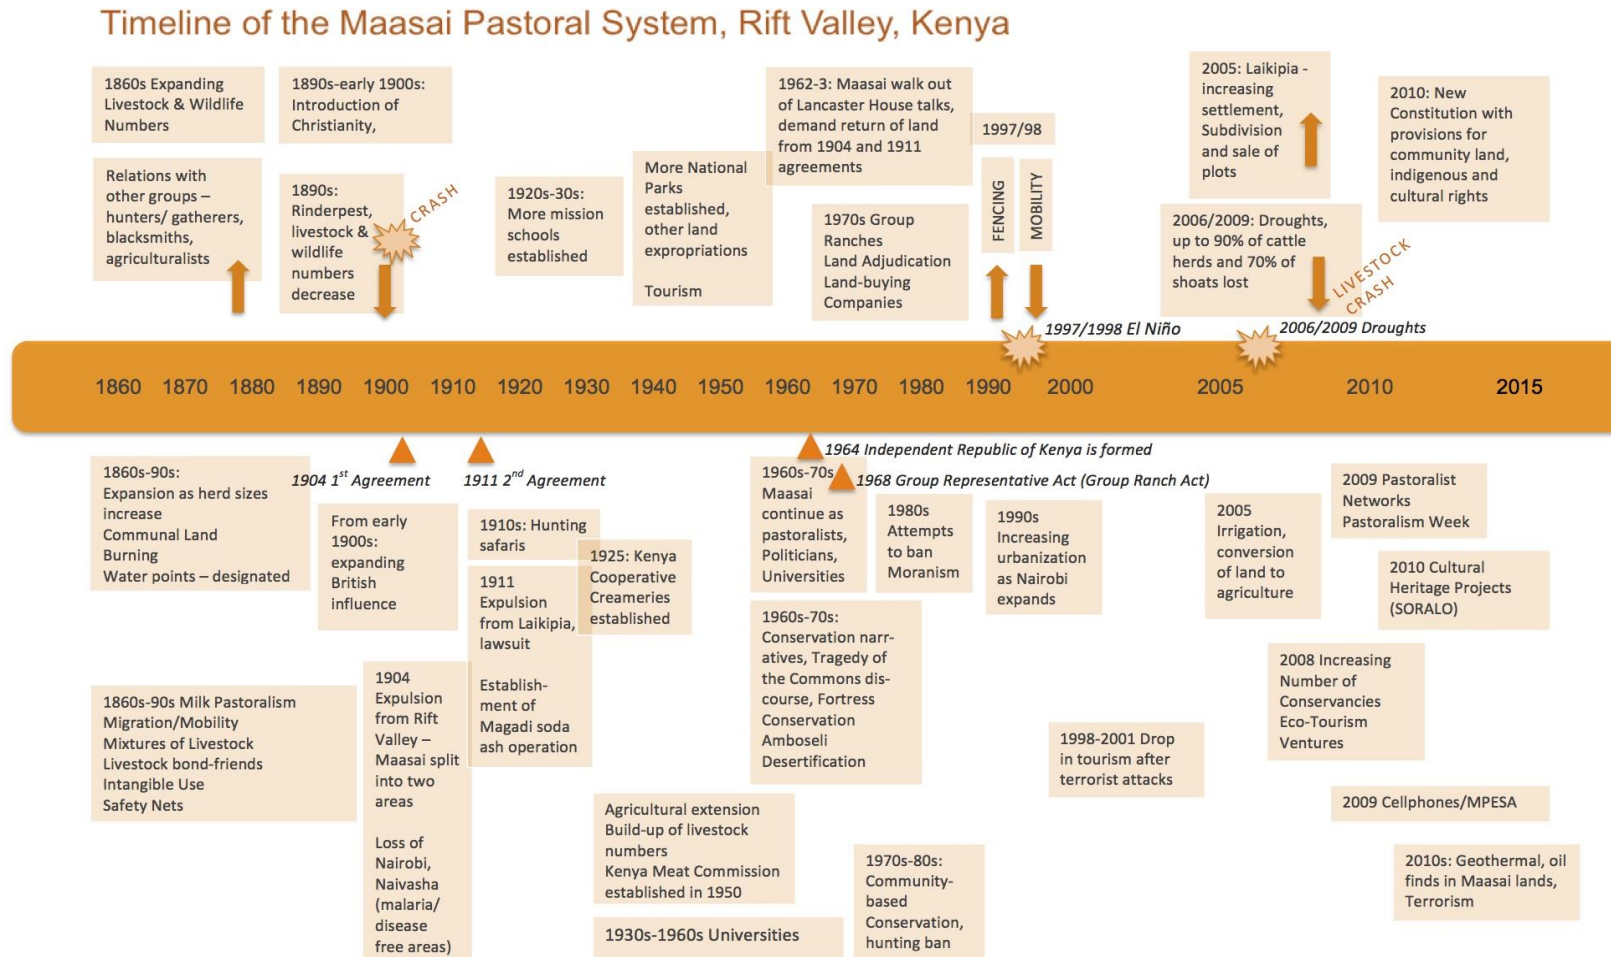 Timeline of the Maasai Pastoral System, Rift Valley, Kenya
1860s Expanding
Livestock & Wildlife
Numbers
1890s-early 1900s:
Introduction of
Christianity,
Relations with
other groups –
hunters/ gatherers,
blacksmiths,
agriculturalists
1890s:
Rinderpest,
livestock &
wildlife
numbers
decrease
CRASH
1920s-30s:
More mission
schools
established
More National
Parks
established,
other land
expropriations
Tourism
1962-3: Maasai walk out
of Lancaster House talks,
demand return of land
from 1904 and 1911
agreements
1970s Group
Ranches
Land Adjudication
Land-buying
Companies
1997/98
FENCING
MOBILITY
1997/1998 El Niño
2005: Laikipia -
increasing
settlement,
Subdivision
and sale of
plots
2006/2009: Droughts,
up to 90% of cattle
herds and 70% of
shoats lost
LIVESTOCK
CRASH
2006/2009 Droughts
2010: New
Constitution with
provisions for
community land,
indigenous and
cultural rights
1860 1870 1880 1890 1900 1910 1920 1930 1940 1950 1960 1970 1980 1990 2000 2005 2010 2015
1904 1st Agreement
1911 2nd Agreement
1964 Independent Republic of Kenya is formed
1968 Group Representative Act (Group Ranch Act)
1860s-90s:
Expansion as herd sizes
increase
Communal Land
Burning
Water points – designated
From early
1900s:
expanding
British
influence
1910s: Hunting
safaris
1925: Kenya
Cooperative
Creameries
established
1911
Expulsion
from Laikipia,
lawsuit
Establish-
ment of
Magadi soda
ash operation
1960s-70s
Maasai
continue as
pastoralists,
Politicians,
Universities
1980s
Attempts
to ban
Moranism
1990s
Increasing
urbanization
as Nairobi
expands
2005
Irrigation,
conversion
of land to
agriculture
2009 Pastoralist
Networks
Pastoralism Week
2010 Cultural
Heritage Projects
(SORALO)
1860s-90s Milk Pastoralism
Migration/Mobility
Mixtures of Livestock
Livestock bond-friends
Intangible Use
Safety Nets
1904
Expulsion
from Rift
Valley –
Maasai split
into two
areas
Loss of
Nairobi,
Naivasha
(malaria/
disease
free areas)
1960s-70s:
Conservation narr-
atives, Tragedy of
the Commons dis-
course, Fortress
Conservation
Amboseli
Desertification
2008 Increasing
Number of
Conservancies
Eco-Tourism
Ventures
1998-2001 Drop
in tourism after
terrorist attacks
2009 Cellphones/MPESA
Agricultural extension
Build-up of livestock
numbers
Kenya Meat Commission
established in 1950
1970s-80s:
Community-
based
Conservation,
hunting ban
2010s: Geothermal, oil
finds in Maasai lands,
Terrorism
1930s-1960s Universities